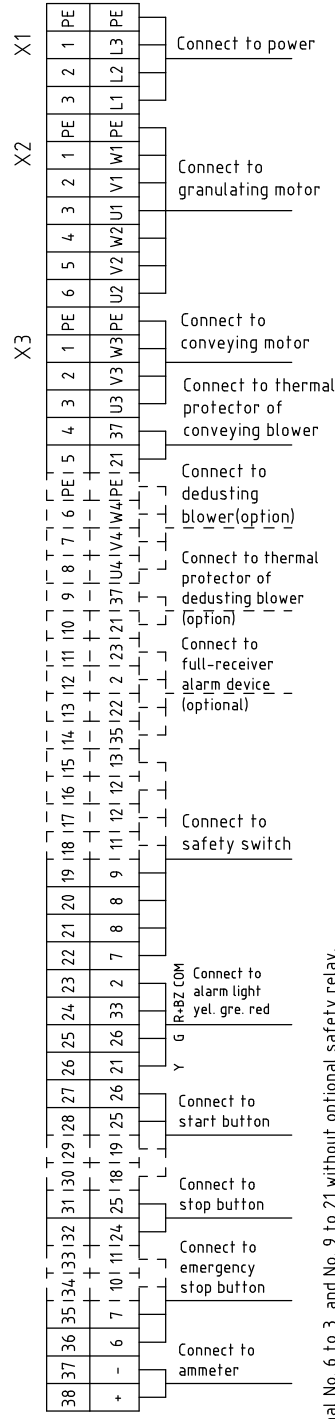 X1
PE PE
1 L3
2 L2
3 L1
Connect to power
X2
PE PE
1 W1
2 V1
3 U1
4 W2
5 V2
6 U2
Connect to
granulating motor
X3
PE PE
1 W3
2 V3
3 U3
Connect to
conveying motor
4 37
5 21
Connect to thermal
protector of
conveying blower
PE PE
6 W4
7 V4
8 U4
Connect to
dedusting
blower(option)
9 37
10 21
Connect to thermal
protector of
dedusting blower
(option)
11 23
12 2
13 22
14 35
Connect to
full-receiver
alarm device
(optional)
15 13
16 12
17 12
18 11
19 9
20 8
21 8
22 7
Connect to
safety switch
23 2 COM
24 33 R+BZ
25 26 G
26 21 Y
Connect to
alarm light
yel. gre. red
27 26
28 25
29 19
30 18
Connect to
start button
31 25
32 24
Connect to
stop button
33 11
34 10
35 7
36 6
Connect to
emergency
stop button
37 -
38 +
Connect to
ammeter
No. 6 to 3, and No. 9 to 21 without optional safety relay.